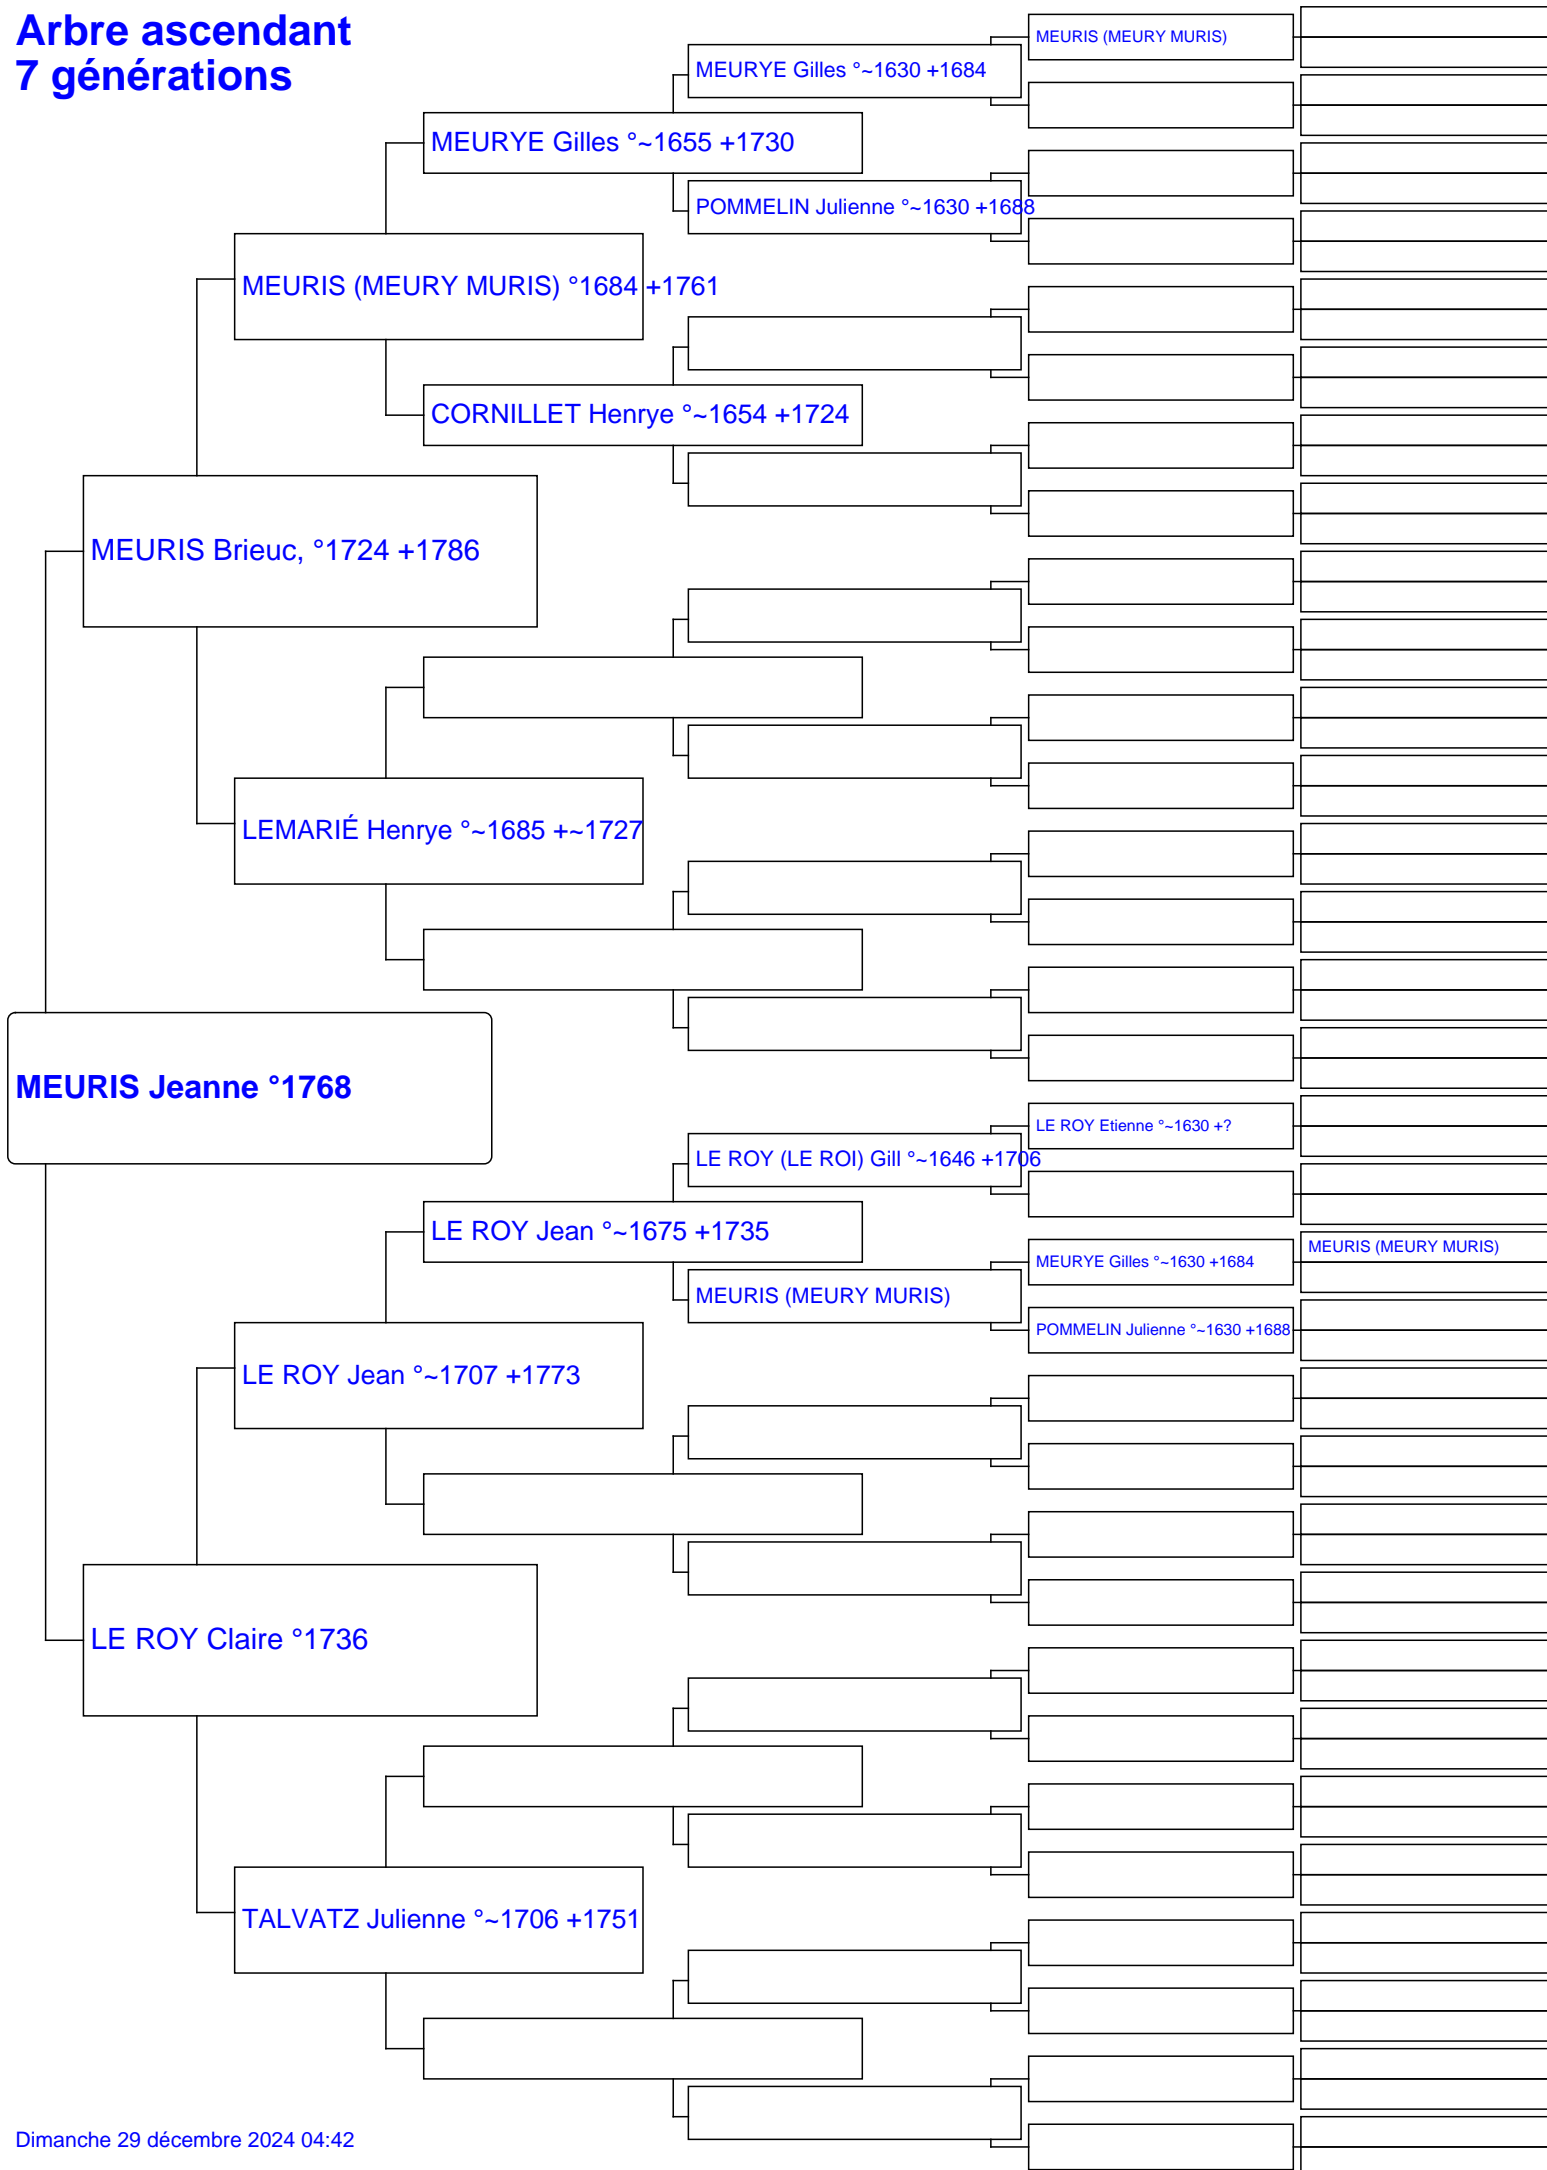 Arbre ascendant
7 générations
MEURIS (MEURY MURIS)
MEURYE Gilles °~1630 +1684
MEURYE Gilles °~1655 +1730
POMMELIN Julienne °~1630 +1688
MEURIS (MEURY MURIS) °1684 +1761
CORNILLET Henrye °~1654 +1724
MEURIS Brieuc, °1724 +1786
LEMARIÉ Henrye °~1685 +~1727
MEURIS Jeanne °1768
LE ROY Etienne °~1630 +?
LE ROY (LE ROI) Gill °~1646 +1706
LE ROY Jean °~1675 +1735
MEURIS (MEURY MURIS)
MEURYE Gilles °~1630 +1684
MEURIS (MEURY MURIS)
POMMELIN Julienne °~1630 +1688
LE ROY Jean °~1707 +1773
LE ROY Claire °1736
TALVATZ Julienne °~1706 +1751
Dimanche 29 décembre 2024 04:42